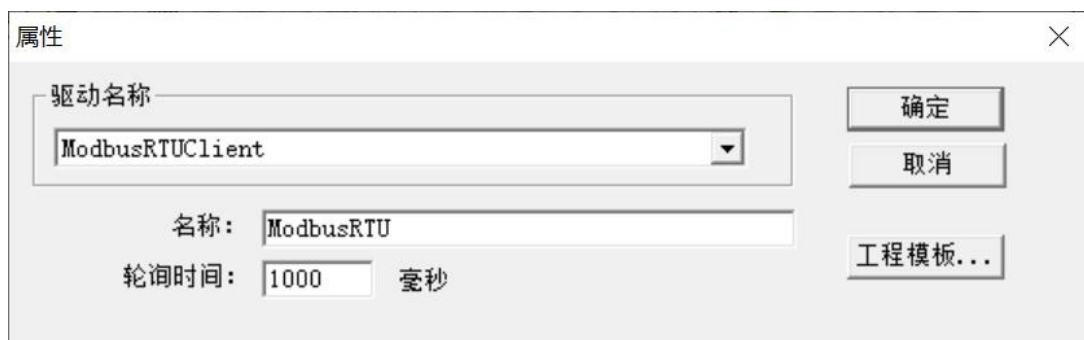 属性
驱动名称
ModbusRTUClient
确定
取消
名称: ModbusRTU
轮询时间: 1000 毫秒
工程模板...